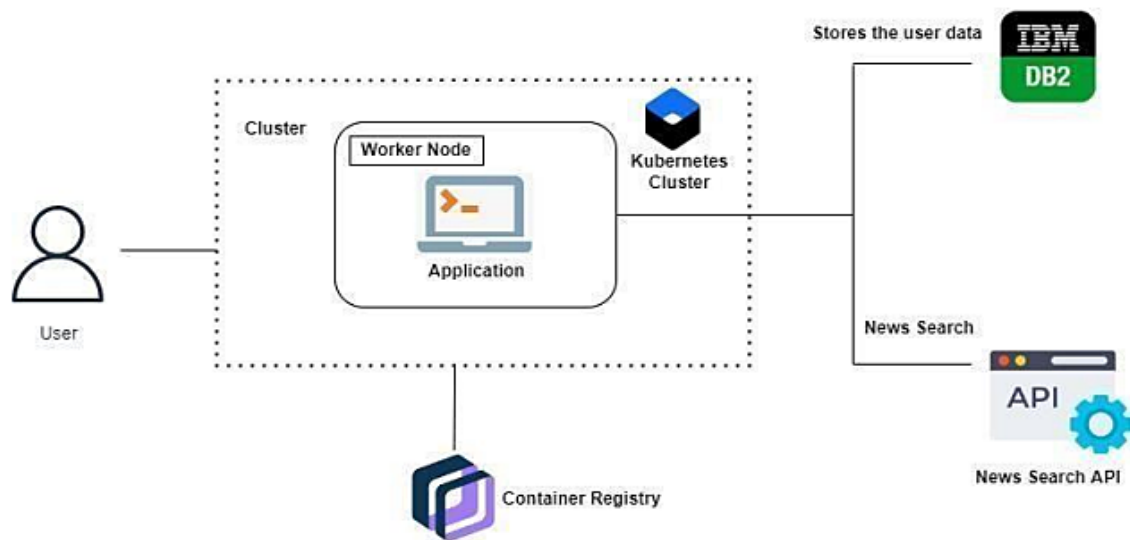 Stores the user data
IBM
DB2
Cluster
Worker Node
Kubernetes
Cluster
Application
User
News Search
API
News Search API
Container Registry